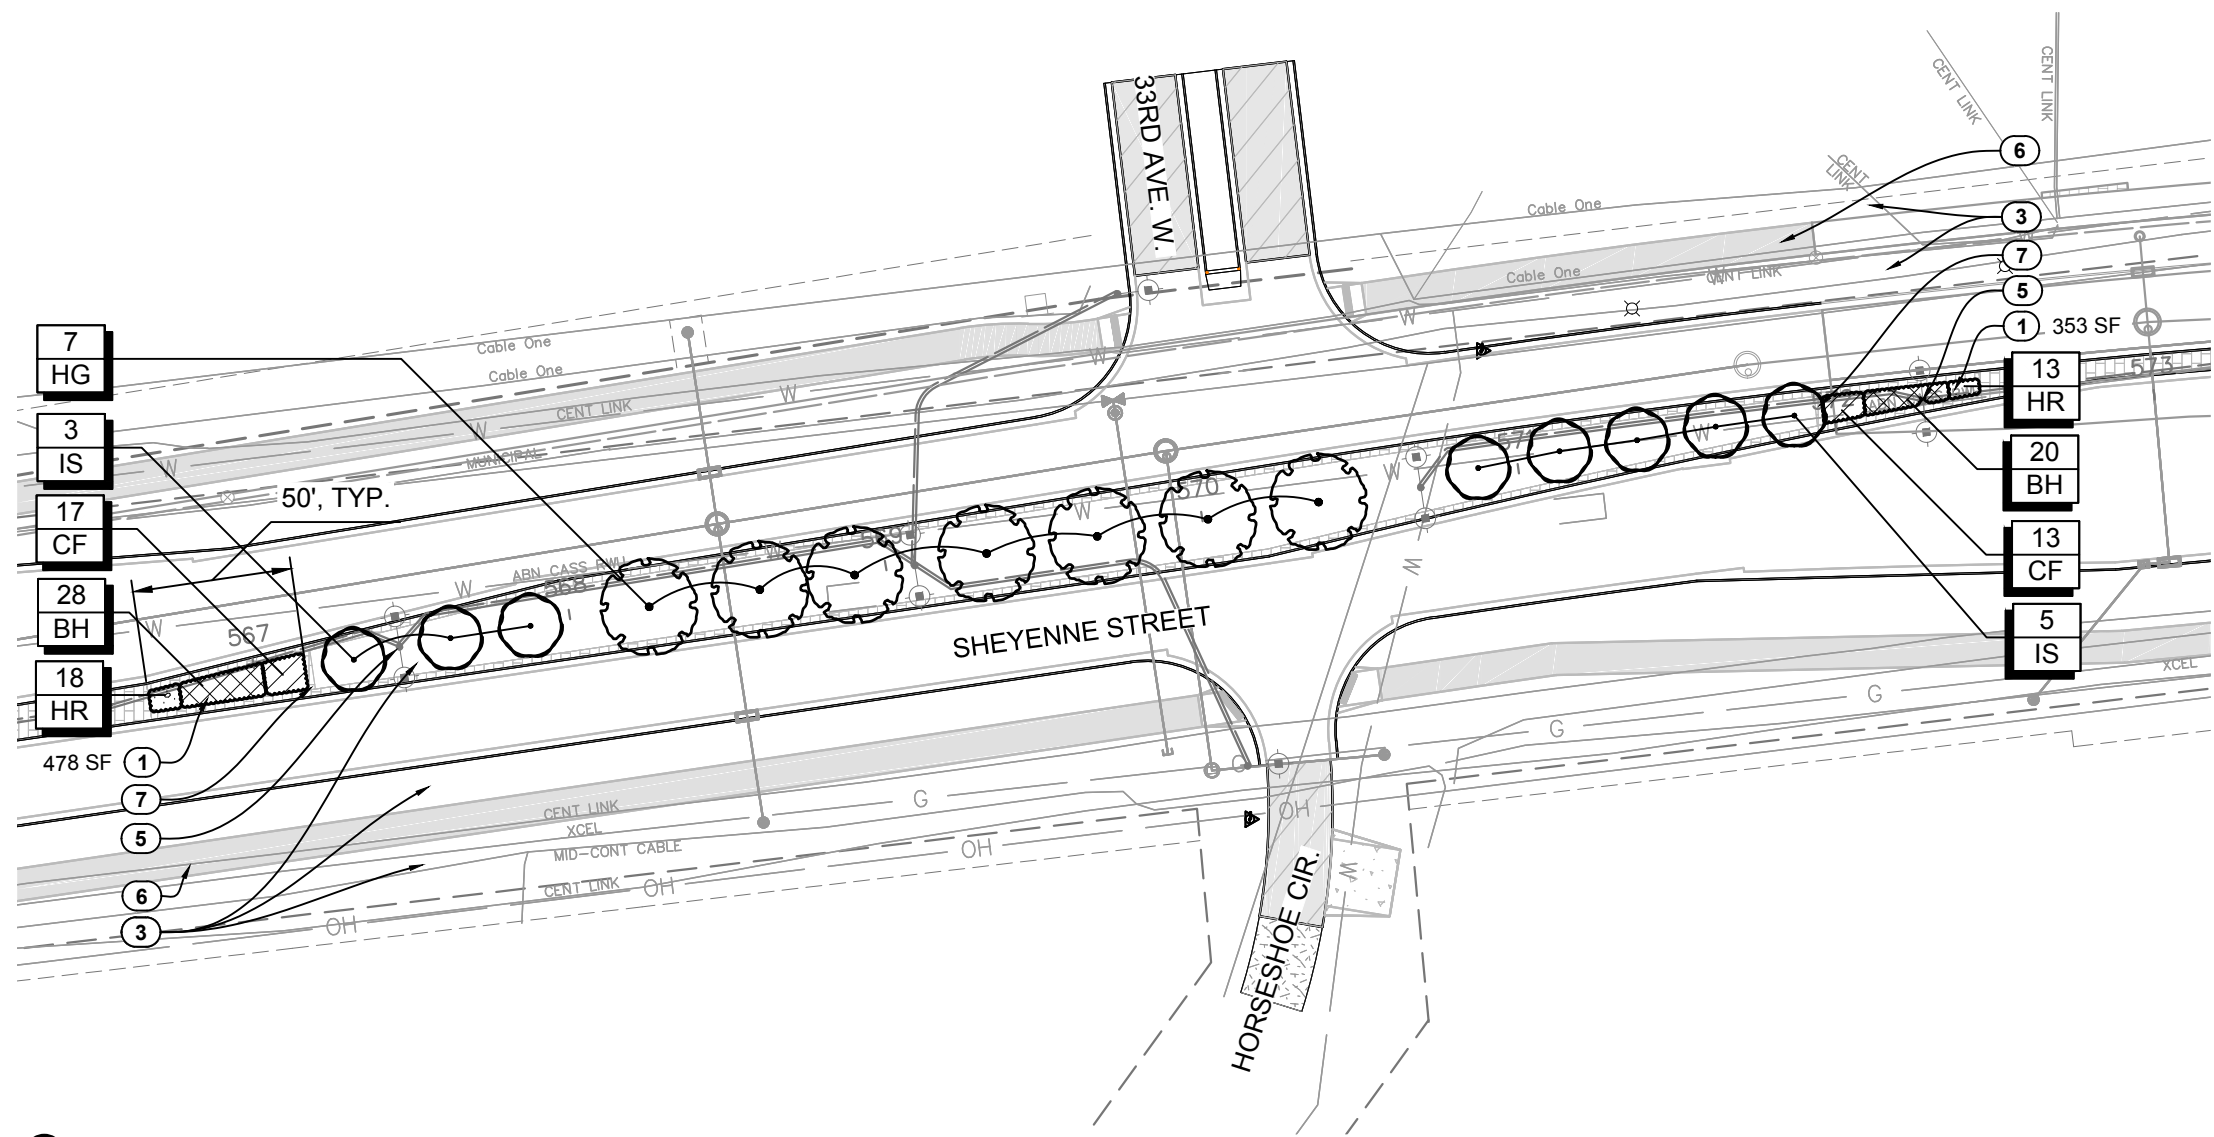 33RD AVE. W.
CENT LINK
CENT LINK
CENT
LINK
6
3
7
5
1 353 SF
Cable One
Cable One
CENT LINK
W
W
Cable One
Cable One
CENT LINK
MUNICIPAL
W
W
W
W
7
HG
3
IS
17
CF
28
BH
18
HR
50', TYP.
478 SF 1
7
5
6
3
13
HR
20
BH
13
CF
5
IS
573
571
W
W
570
W
569
W
ABN CASS RWU
568
W
567
W
W
SHEYENNE STREET
XCEL
G
G
G
G
CENT LINK
XCEL
MID-CONT CABLE
CENT LINK
OH
OH
OH
OH
W
HORSESHOE CIR.